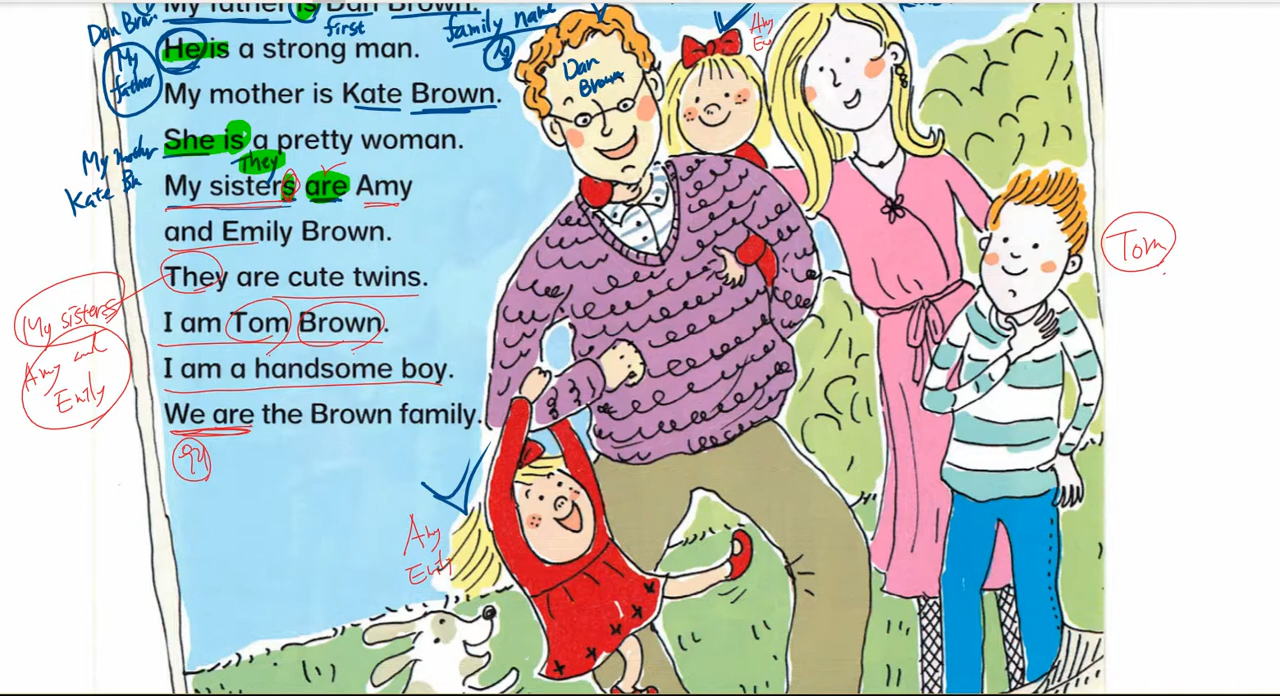 My father is Dan Brown.
Dan Brown
first
family name
He is a strong man.
My father
Dan Brown
Amy
My mother is Kate Brown.
She is a pretty woman.
They
My mother
Kate
My sisters are Amy
and Emily Brown.
They are cute twins.
Tom
I am Tom Brown.
My sisters
Amy and
Emily
I am a handsome boy.
We are the Brown family.
Amy
Emily